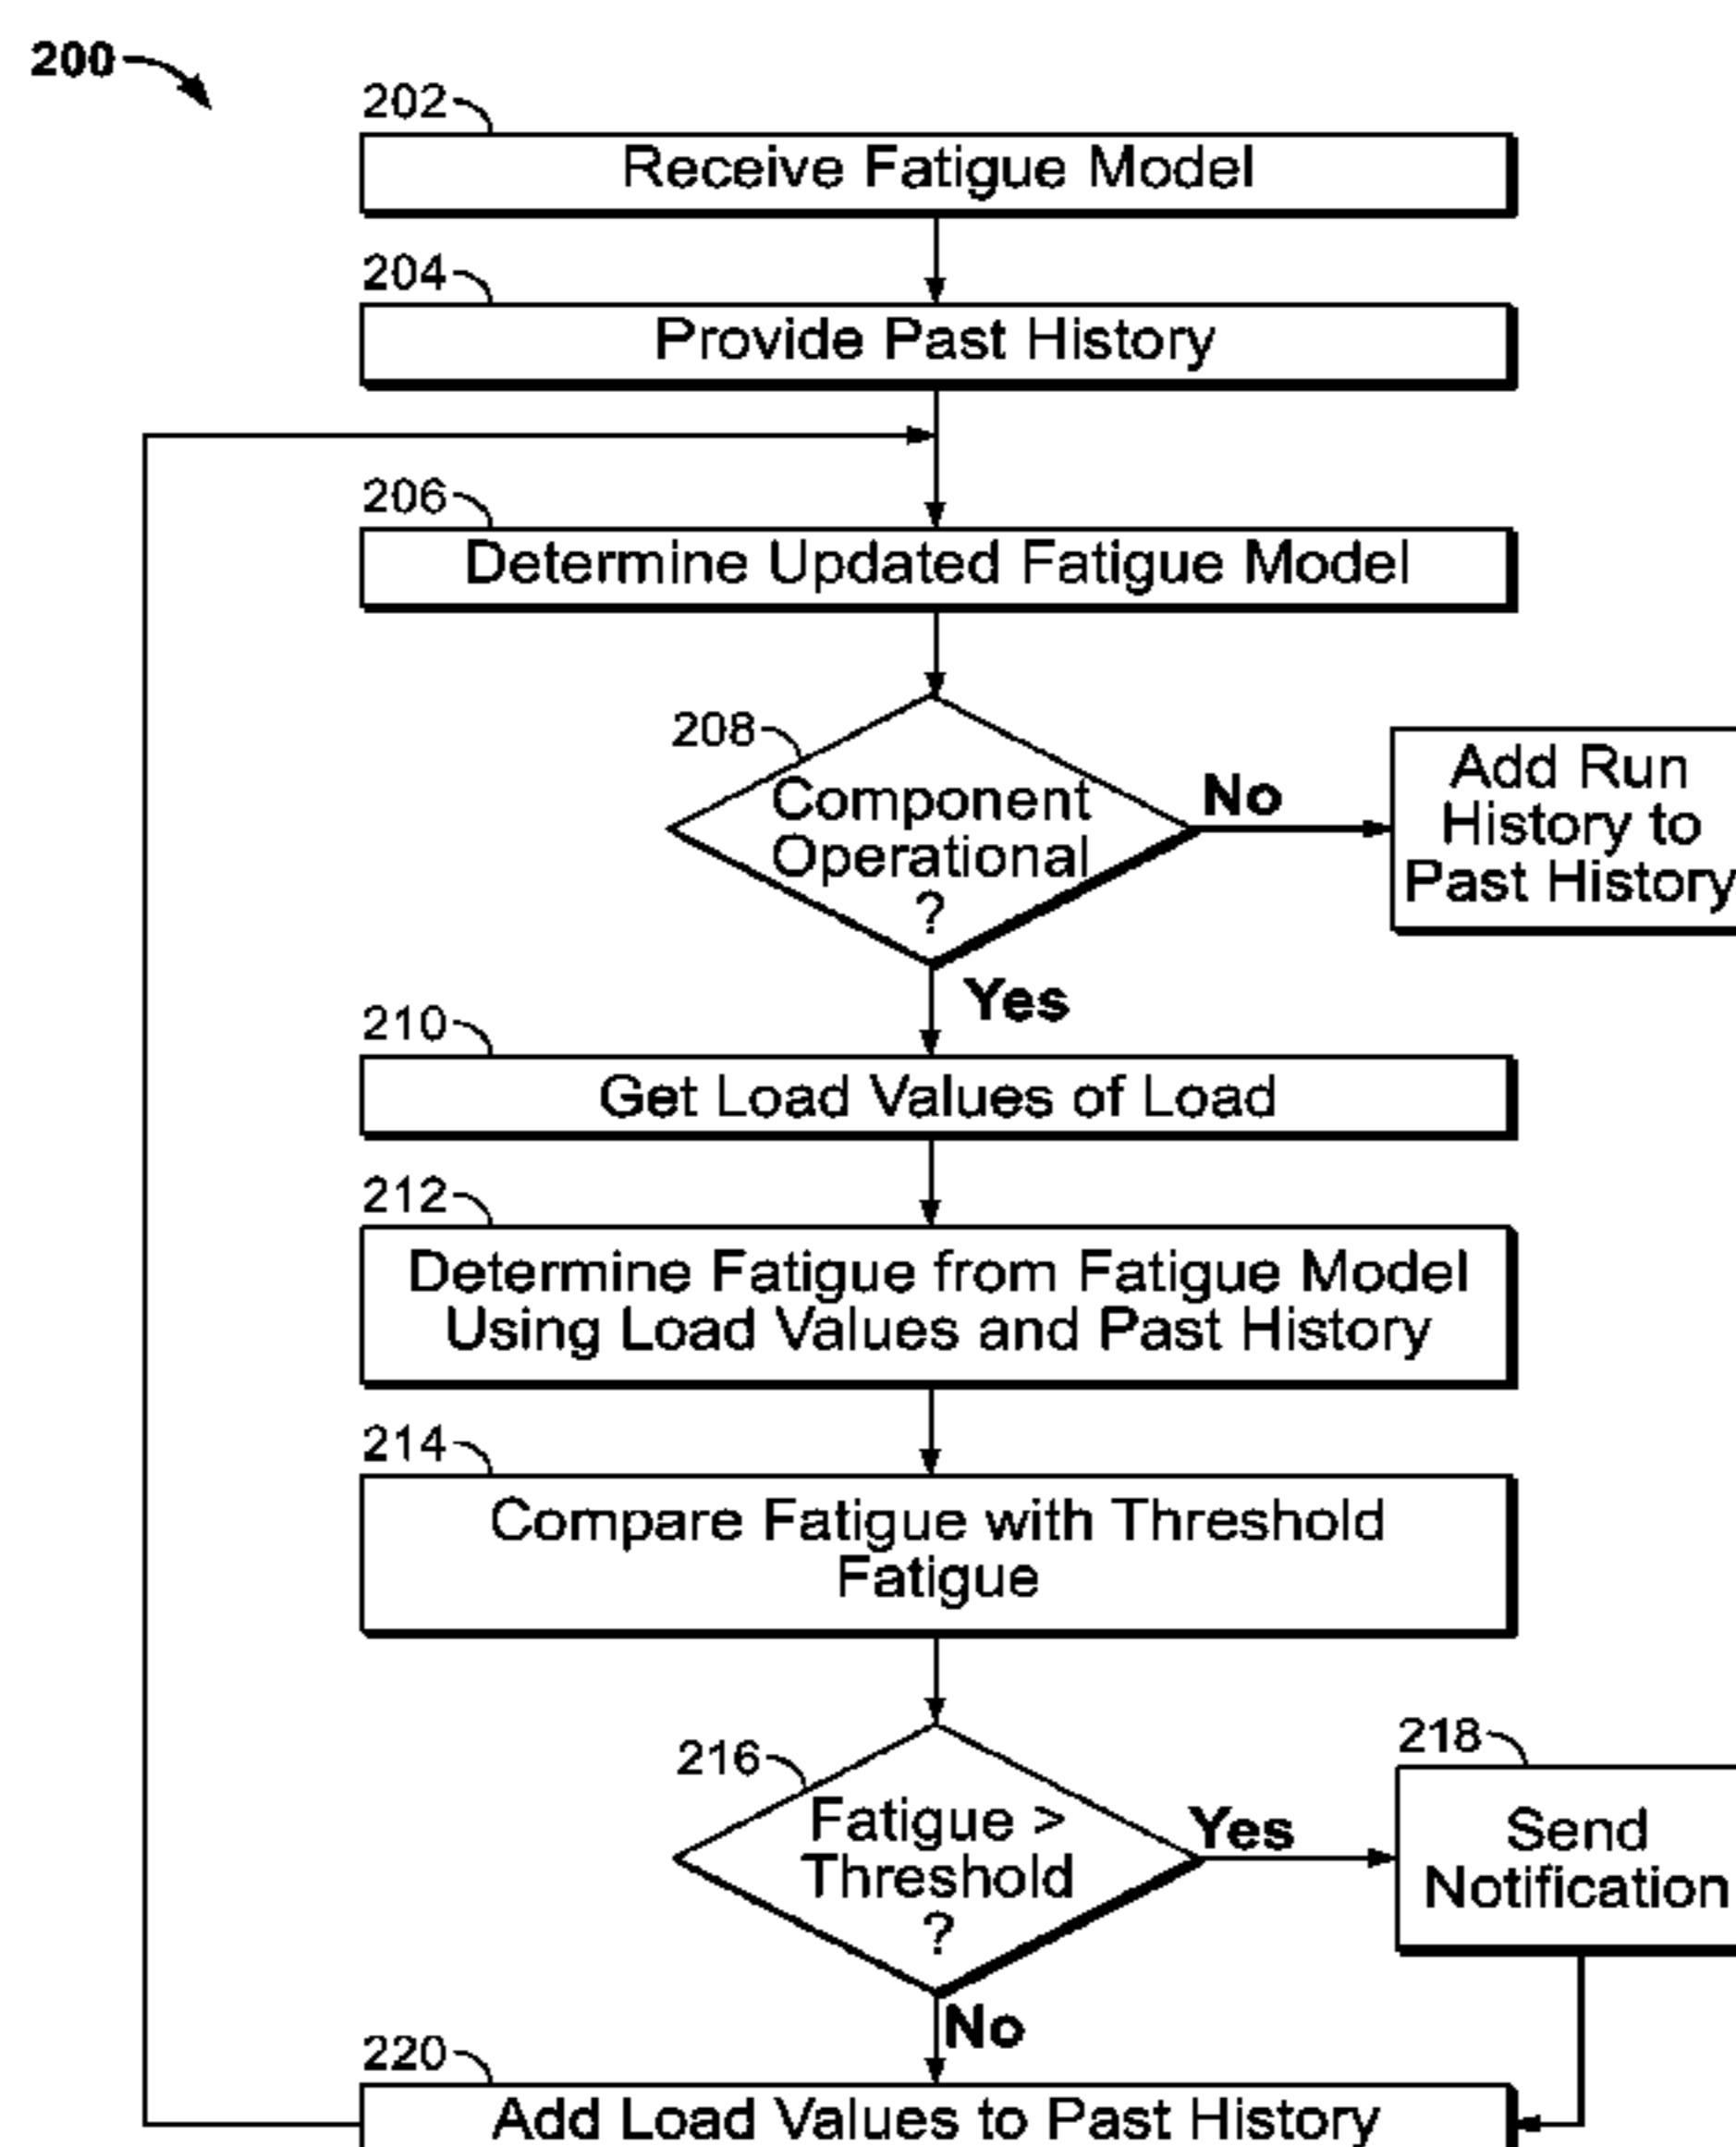 200
202
Receive Fatigue Model
204
Provide Past History
206
Determine Updated Fatigue Model
208
Component
Operational
?
No
Add Run
History to
Past History
Yes
210
Get Load Values of Load
212
Determine Fatigue from Fatigue Model
Using Load Values and Past History
214
Compare Fatigue with Threshold
Fatigue
216
Fatigue >
Threshold
?
Yes
218
Send
Notification
No
220
Add Load Values to Past History